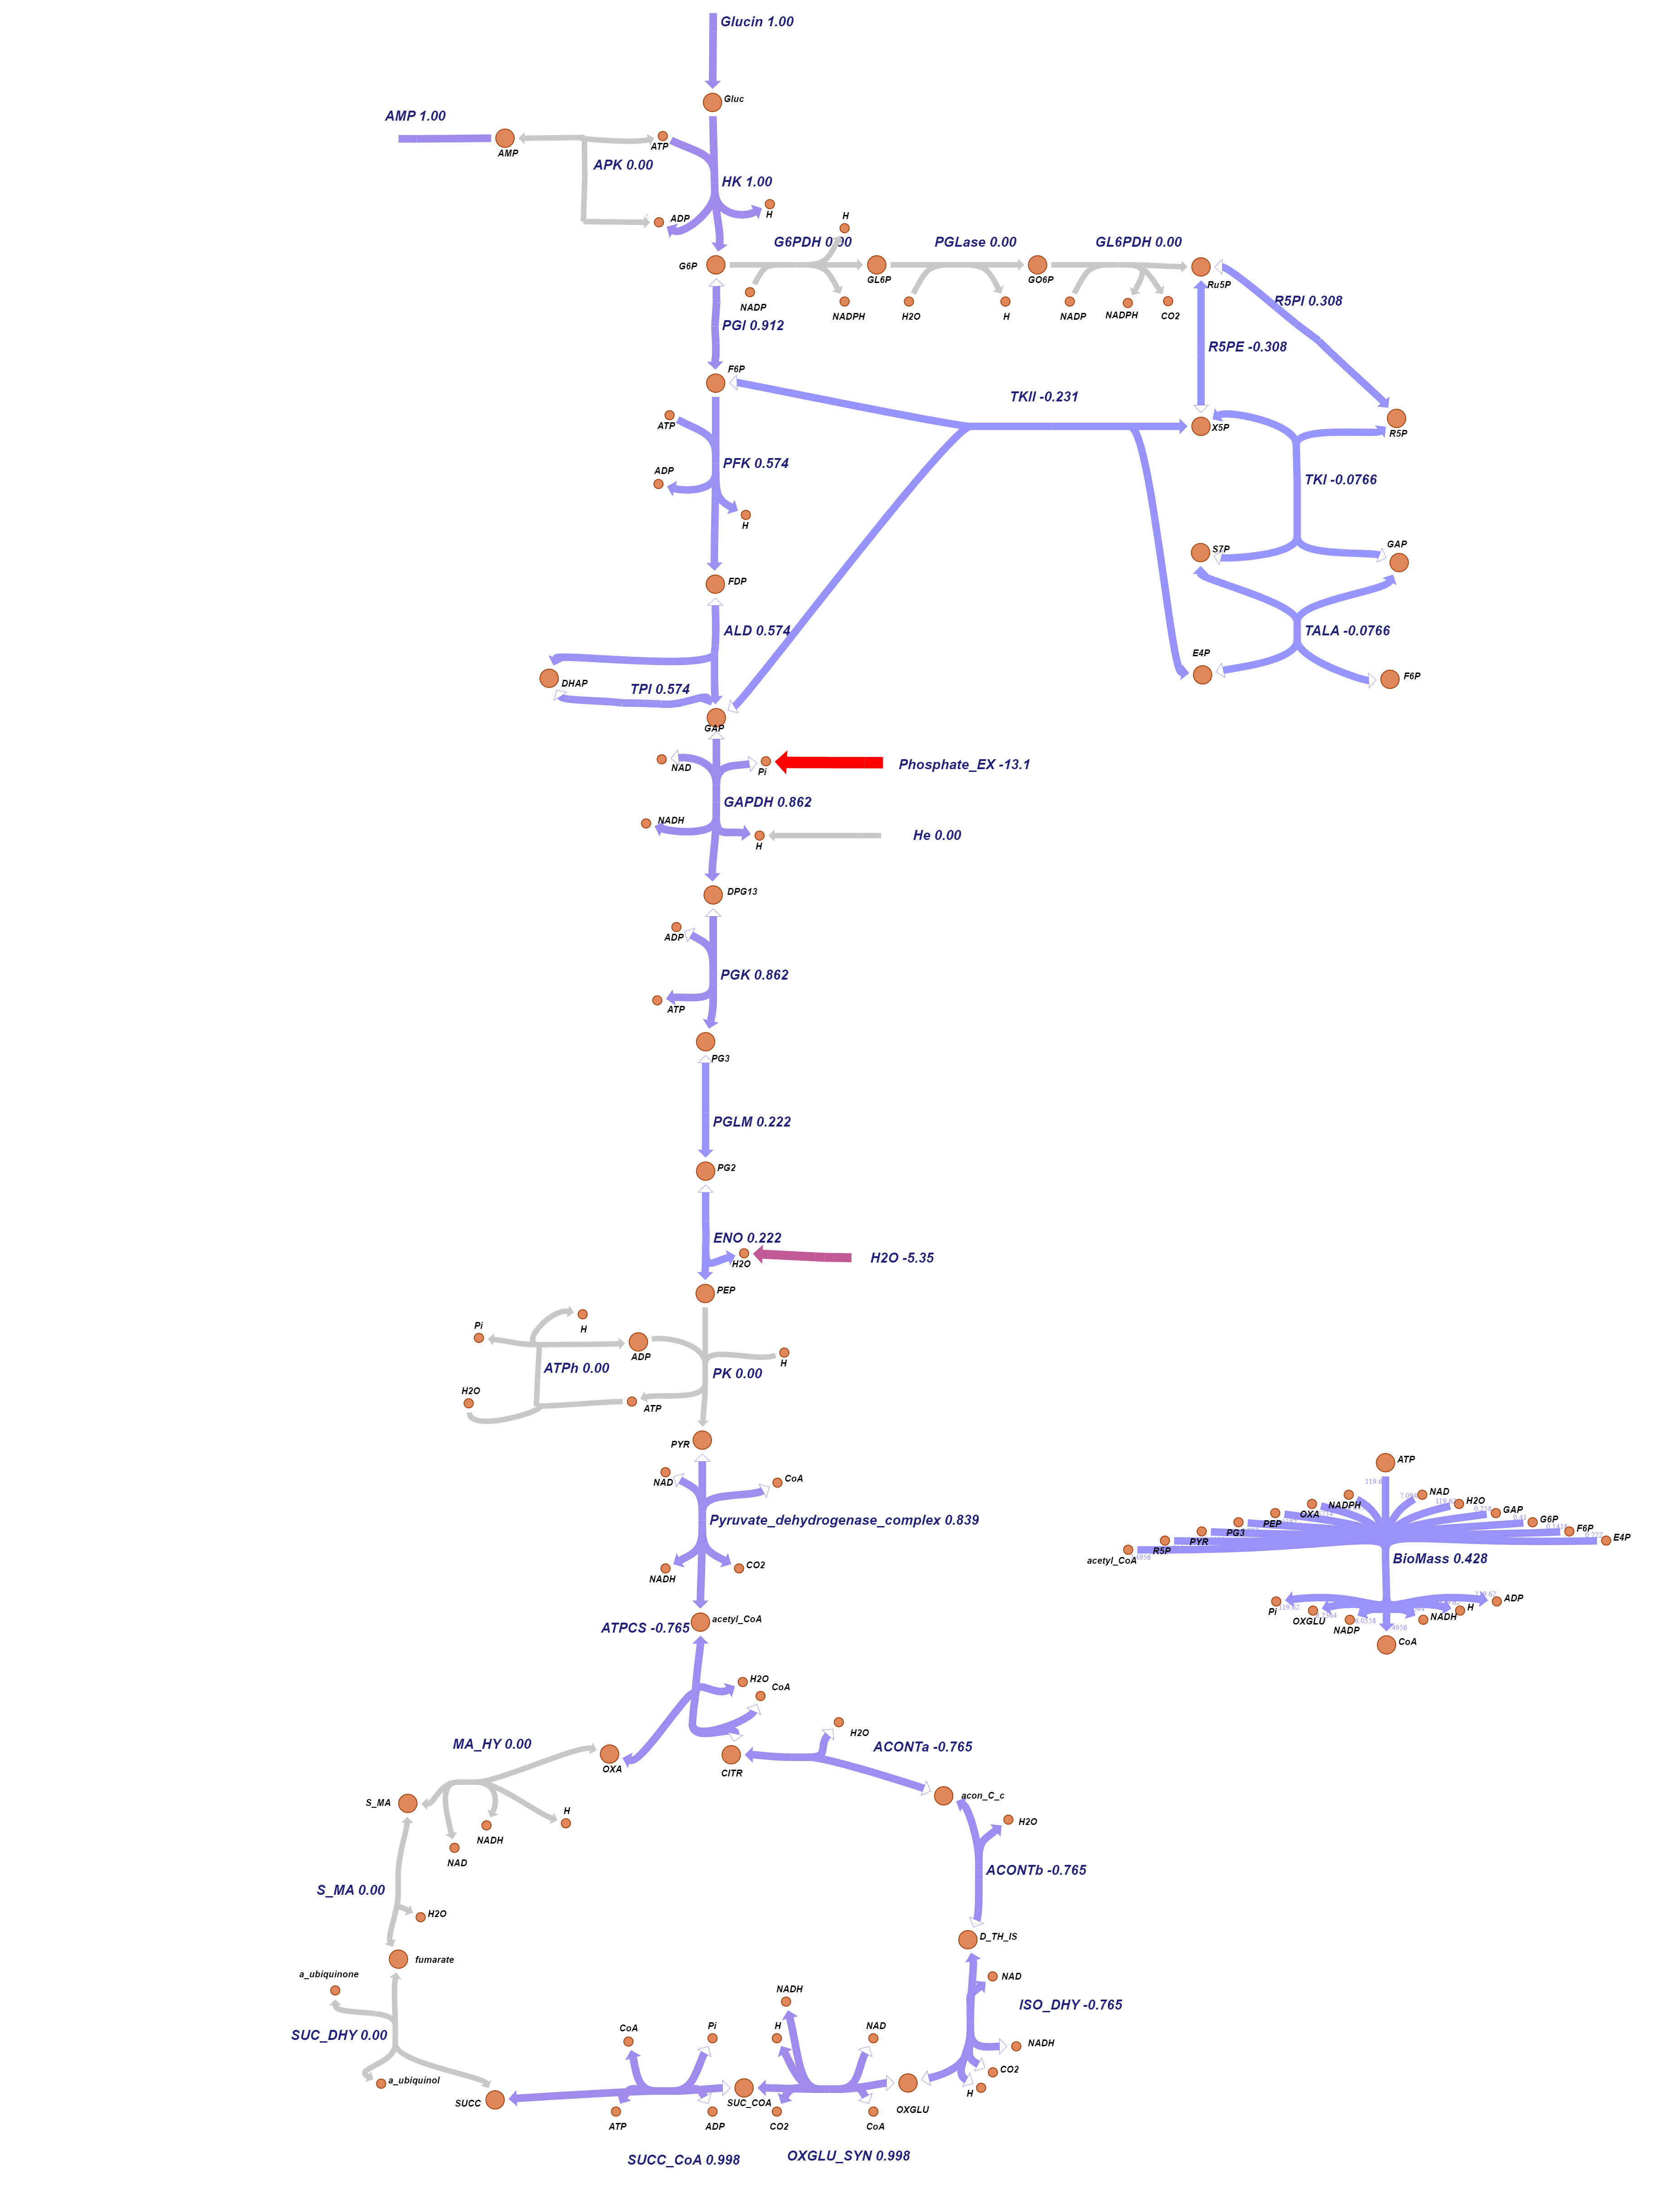 Glucin 1.00
Gluc
AMP 1.00
AMP
ATP
APK 0.00
HK 1.00
ADP
H
H
G6P
G6PDH 0.00
PGLase 0.00
GL6PDH 0.00
NADP
NADPH
GL6P
H2O
H
GO6P
NADP
NADPH
CO2
Ru5P
R5PI 0.308
PGI 0.912
R5PE -0.308
F6P
TKII -0.231
ATP
X5P
R5P
PFK 0.574
ADP
H
TKI -0.0766
S7P
GAP
FDP
ALD 0.574
TALA -0.0766
E4P
F6P
DHAP
TPI 0.574
GAP
NAD
Pi
Phosphate_EX -13.1
GAPDH 0.862
NADH
H
He 0.00
DPG13
ADP
PGK 0.862
ATP
PG3
PGLM 0.222
PG2
ENO 0.222
H2O
H2O -5.35
PEP
Pi
H
ADP
ATPh 0.00
PK 0.00
H
H2O
ATP
PYR
NAD
CoA
Pyruvate_dehydrogenase_complex 0.839
NADH
CO2
ATP
NAD
NADPH
H2O
OXA
GAP
PEP
G6P
PG3
F6P
PYR
E4P
R5P
acetyl_CoA
BioMass 0.428
Pi
ADP
OXGLU
H
NADP
NADH
CoA
119.62
4956
acetyl_CoA
ATPCS -0.765
H2O
CoA
MA_HY 0.00
OXA
CITR
H2O
ACONTa -0.765
S_MA
acon_C_c
H
H2O
NADH
NAD
ACONTb -0.765
S_MA 0.00
H2O
D_TH_IS
fumarate
a_ubiquinone
NAD
ISO_DHY -0.765
NADH
SUC_DHY 0.00
CoA
Pi
NADH
H
NAD
NADH
CO2
H
a_ubiquinol
SUCC
SUC_COA
OXGLU
ATP
ADP
CO2
CoA
SUCC_CoA 0.998
OXGLU_SYN 0.998